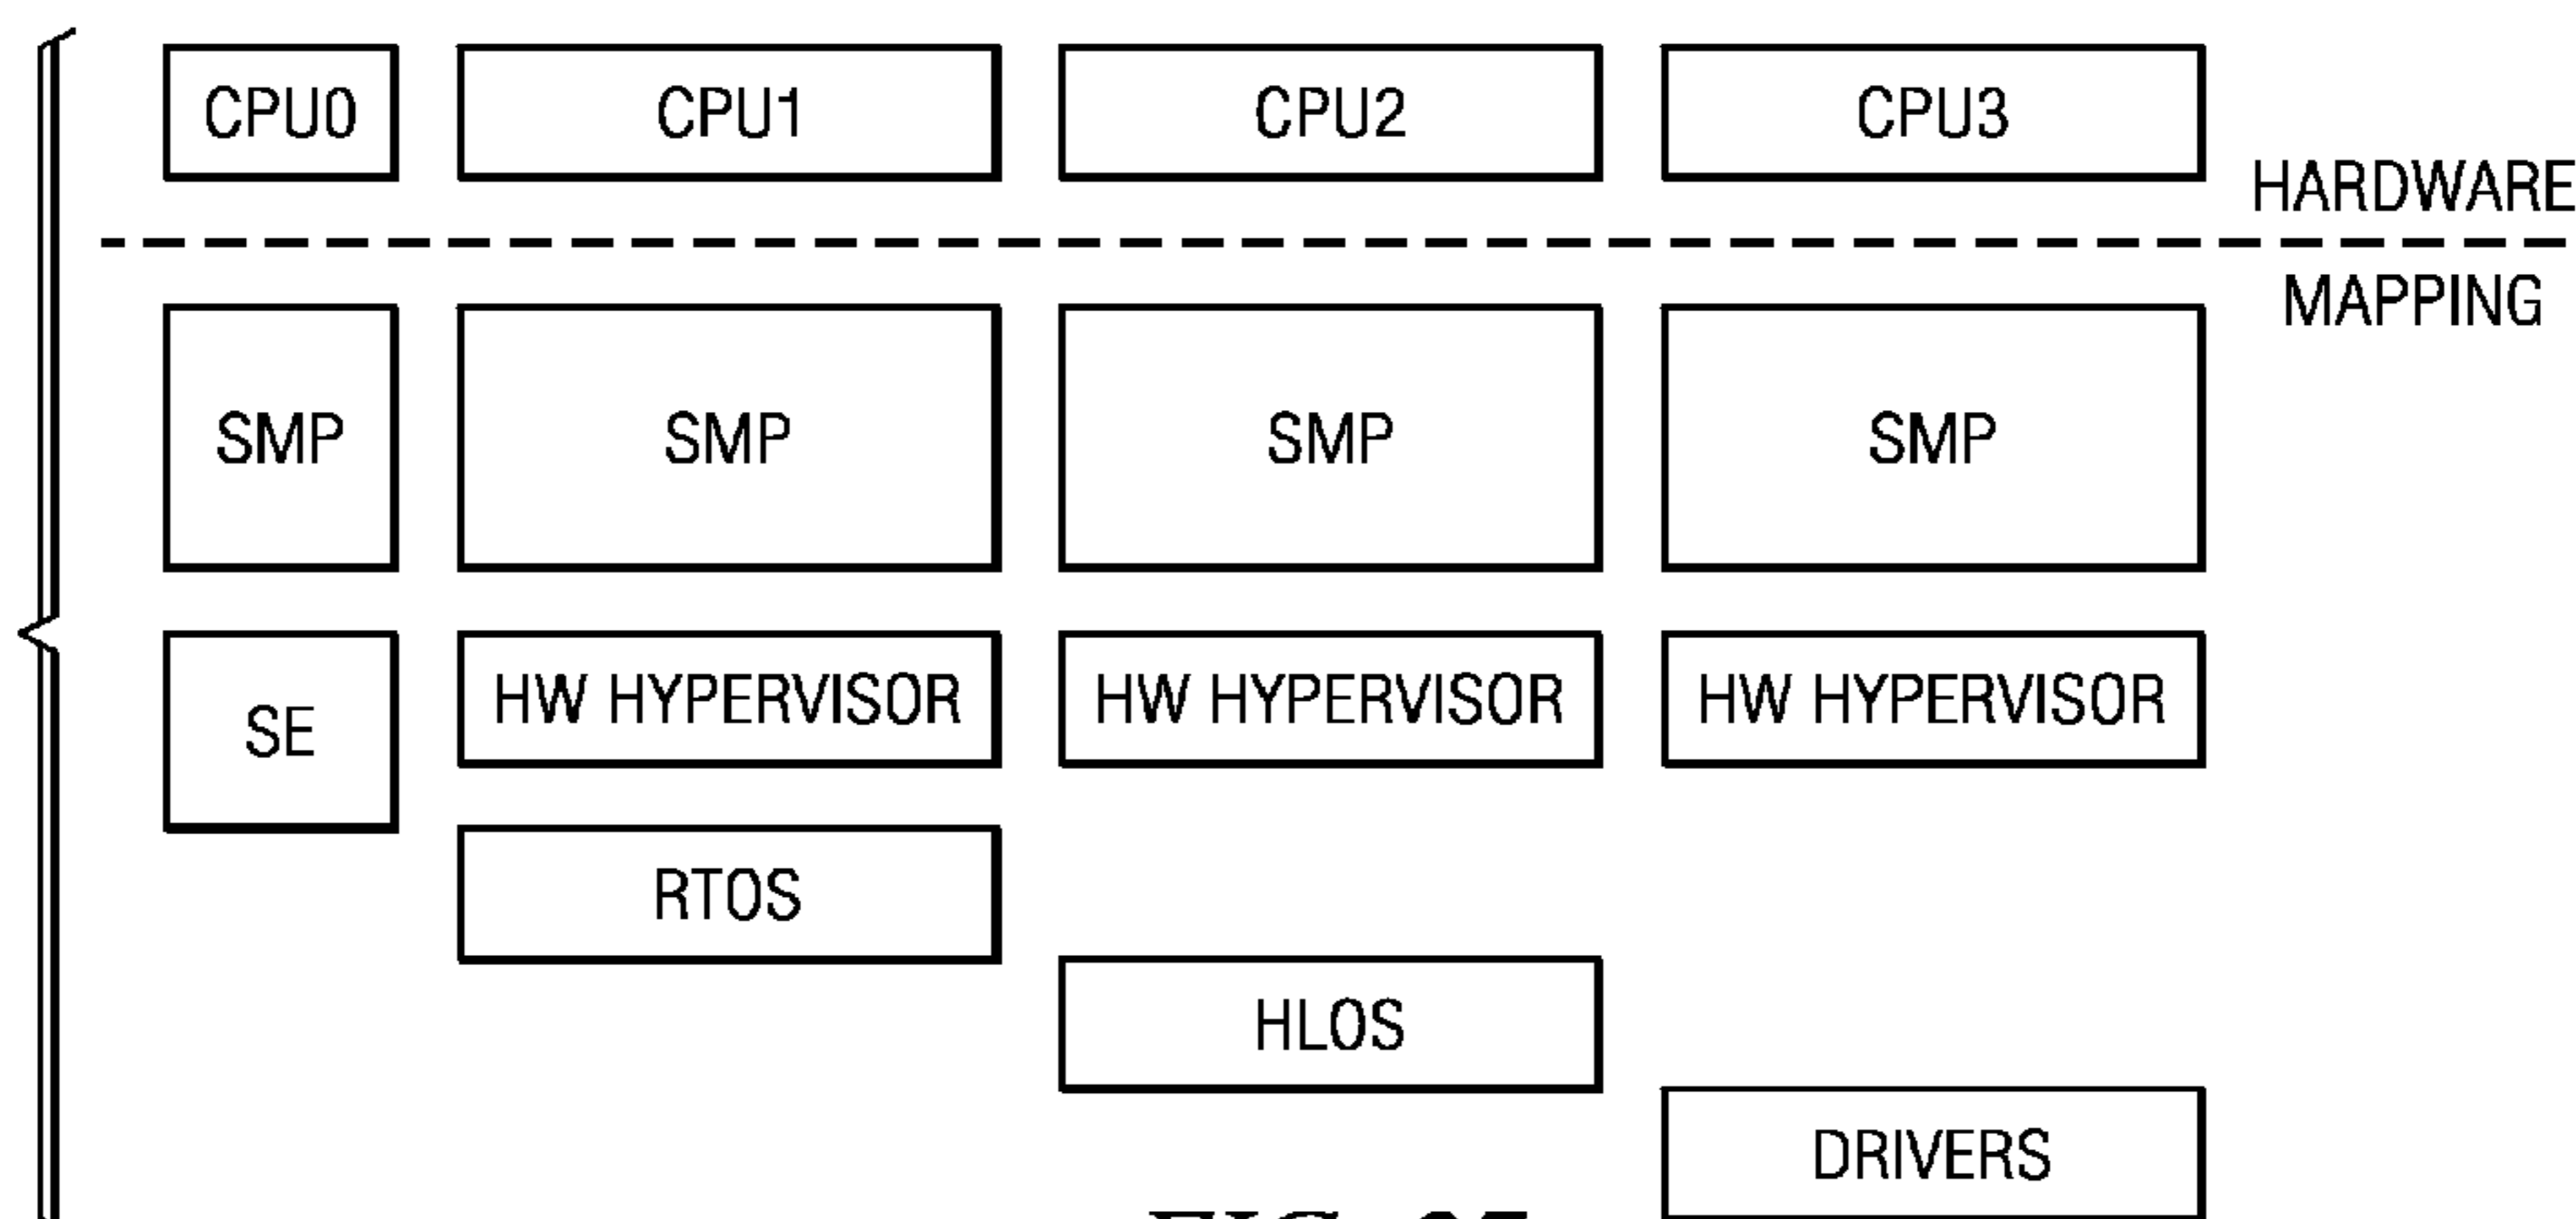 CPU0 CPU1 CPU2 CPU3
HARDWARE
MAPPING
SMP SMP SMP SMP
SE HW HYPERVISOR HW HYPERVISOR HW HYPERVISOR
RTOS
HLOS
DRIVERS